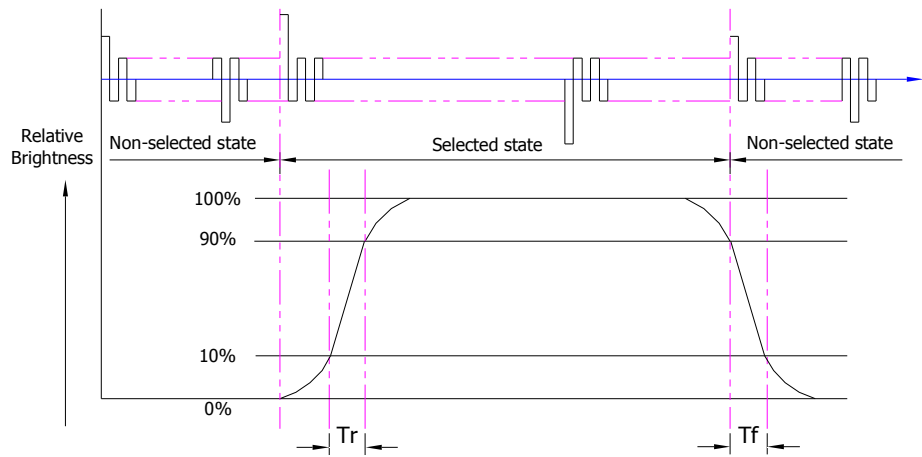 Relative
Brightness
Non-selected state
Selected state
Non-selected state
100%
90%
10%
0%
Tr
Tf